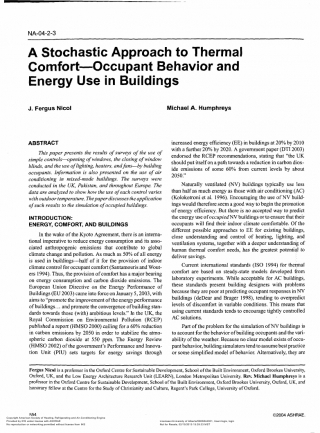 NA-04-2-3
A Stochastic Approach to Thermal
Comfort—Occupant Behavior and
Energy Use in Buildings
J. Fergus Nicol
Michael A. Humphreys
ABSTRACT
This paper presents the results of surveys of the use of
simple controls—opening of windows, the closing of window
blinds, and the use of lighting, heaters, and fans—by building
occupants. Information is also presented on the use of air
conditioning in mixed-mode buildings. The surveys were
conducted in the UK, Pakistan, and throughout Europe. The
data are analyzed to show how the use of each control varies
with outdoor temperature. The paper discusses the application
of such results to the simulation of occupied buildings
INTRODUCTION:
ENERGY, COMFORT, AND BUILDINGS
In the wake of the Kyoto Agreement, there is an interna-
tional imperative to reduce energy consumption and its asso-
ciated anthropogenic emissions that contribute to global
climate change and pollution. As much as 50% of all energy
is used in buildings—half of it for the provision of indoor
climate control for occupant comfort (Santamouris and Wout-
ers 1994). Thus, the provision of comfort has a major bearing
on energy consumption and carbon dioxide emissions. The
European Union Directive on the Energy Performance of
Buildings (EU 2003) came into force on January 5, 2003, with
aims to "promote the improvement of the energy performance
of buildings... and promote the convergence of building stan-
dards towards those (with) ambitious levels." In the UK, the
Royal Commission on Environmental Pollution (RCEP)
published a report (HMSO 2000) calling for a 60% reduction
in carbon emissions by 2050 in order to stabilize the atmo-
spheric carbon dioxide at 550 ppm. The Energy Review
(HMSO 2002) of the government's Performance and Innova-
tion Unit (PIU) sets targets for energy savings through
increased energy efficiency (EE) in buildings at 20% by 2010
with a further 20% by 2020. A government paper (DTI 2003)
endorsed the RCEP recommendations, stating that "the UK
should put itself on a path towards a reduction in carbon diox-
ide emissions of some 60% from current levels by about
2050."
Naturally ventilated (NV) buildings typically use less
than half as much energy as those with air conditioning (AC)
(Kolokotroni et al. 1996). Encouraging the use of NV build-
ings would therefore seem a good way to begin the promotion
of energy efficiency. But there is no accepted way to predict
the energy use of occupied NV buildings or to ensure that their
occupants will find their indoor climate comfortable. Of the
different possible approaches to EE for existing buildings,
close understanding and control of heating, lighting, and
ventilation systems, together with a deeper understanding of
human thermal comfort needs, has the greatest potential to
deliver savings.
Current international standards (ISO 1994) for thermal
comfort are based on steady-state models developed from
laboratory experiments. While acceptable for AC buildings,
these standards present building designers with problems
because they are poor at predicting occupant responses in NV
buildings (deDear and Brager 1998), tending to overpredict
levels of discomfort in variable conditions. This means that
using current standards tends to encourage tightly controlled
AC solutions.
Part of the problem for the simulation of NV buildings is
to account for the behavior of building occupants and the vari-
ability of the weather. Because no clear model exists of occu-
pant behavior, building simulators tend to assume best practice
or some simplified model of behavior. Alternatively, they are
Fergus Nicol is a professor in the Oxford Centre for Sustainable Development, School of the Built Environment, Oxford Brookes University,
Oxford, UK, and the Low Energy Architecture Research Unit (LEARN), London Metropolitan University. Rev. Michael Humphreys is a
professor in the Oxford Centre for Sustainable Development, School of the Built Environment, Oxford Brookes University, Oxford, UK, and
honorary fellow at the Centre for the Study of Christianity and Culture, Regent's Park College, University of Oxford.
554
©2004 ASHRAE.